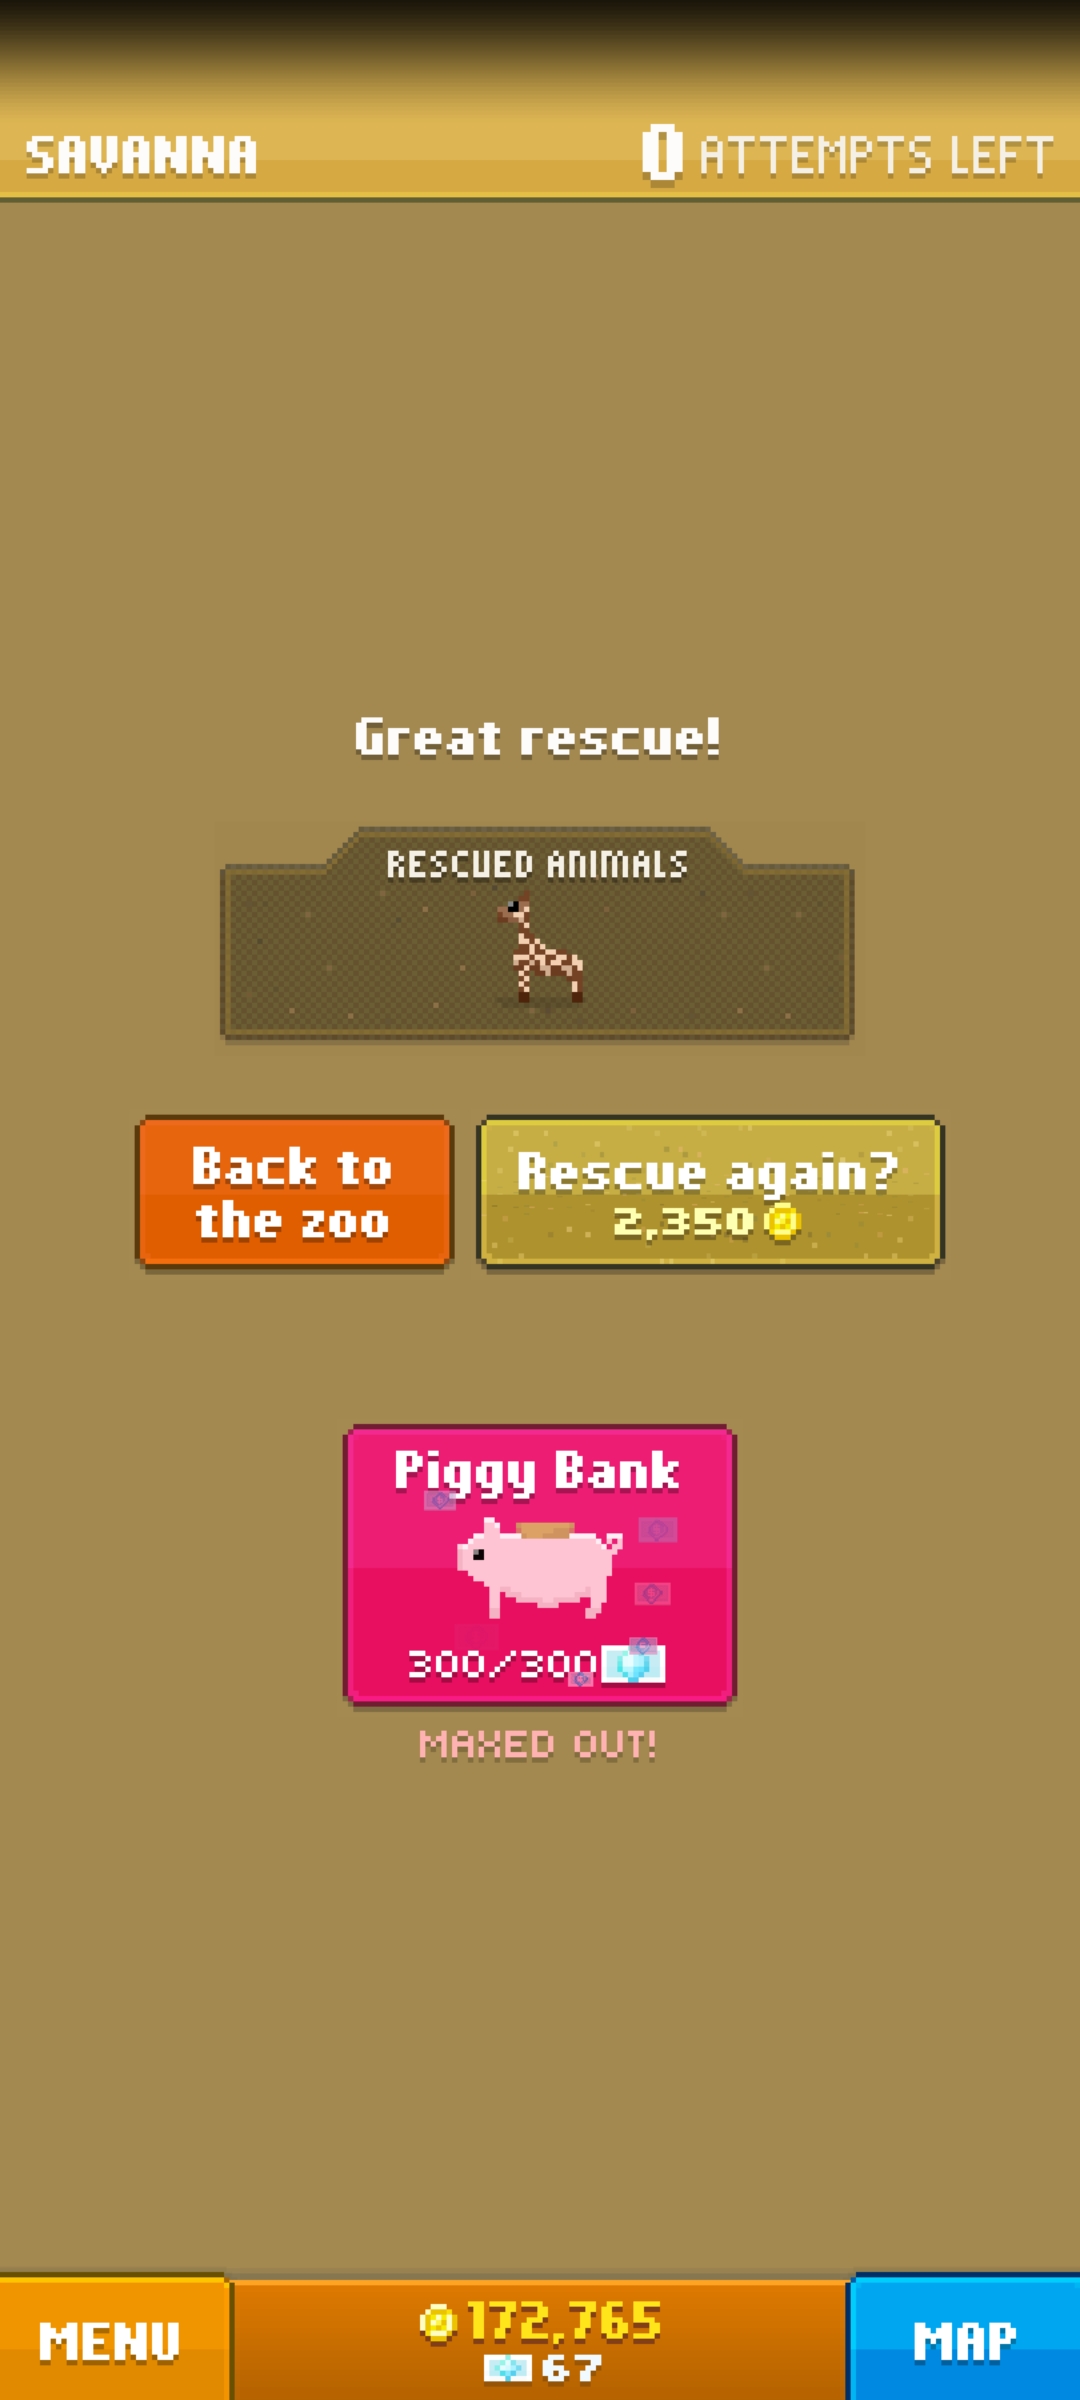 SAVANNA
0 ATTEMPTS LEFT
Great rescue!
RESCUED ANIMALS
Back to
the zoo
Rescue again?
2,350
Piggy Bank
300/300
MAXED OUT!
MENU
172,765
67
MAP